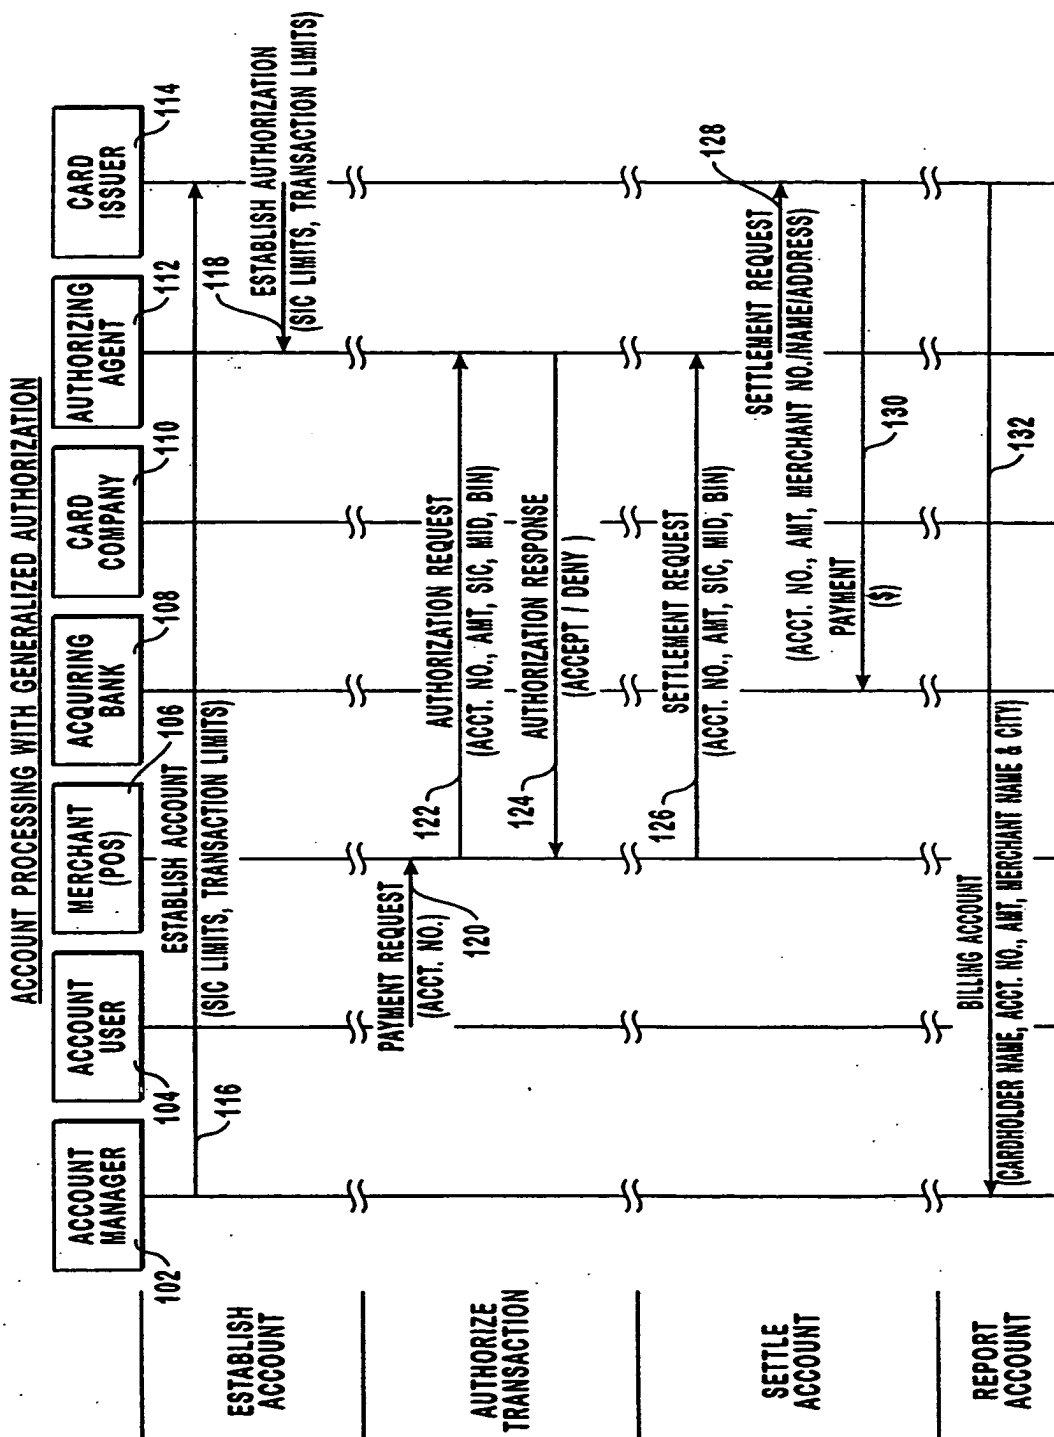 ACCOUNT PROCESSING WITH GENERALIZED AUTHORIZATION
ACCOUNT
MANAGER
102
ACCOUNT
USER
104
MERCHANT
(POS)
106
ACQUIRING
BANK
108
CARD
COMPANY
110
AUTHORIZING
AGENT
112
CARD
ISSUER
114
ESTABLISH
ACCOUNT
116
ESTABLISH ACCOUNT
(SIC LIMITS, TRANSACTION LIMITS)
118
ESTABLISH AUTHORIZATION
(SIC LIMITS, TRANSACTION LIMITS)
AUTHORIZE
TRANSACTION
PAYMENT REQUEST
(ACCT. NO.)
120
122
AUTHORIZATION REQUEST
(ACCT. NO., AMT, SIC, MID, BIN)
124
AUTHORIZATION RESPONSE
(ACCEPT / DENY )
SETTLE
ACCOUNT
126
SETTLEMENT REQUEST
(ACCT. NO., AMT, SIC, MID, BIN)
SETTLEMENT REQUEST
128
(ACCT. NO., AMT, MERCHANT NO./NAME/ADDRESS)
PAYMENT
($)
130
REPORT
ACCOUNT
BILLING ACCOUNT
(CARDHOLDER NAME, ACCT. NO., AMT, MERCHANT NAME & CITY)
132